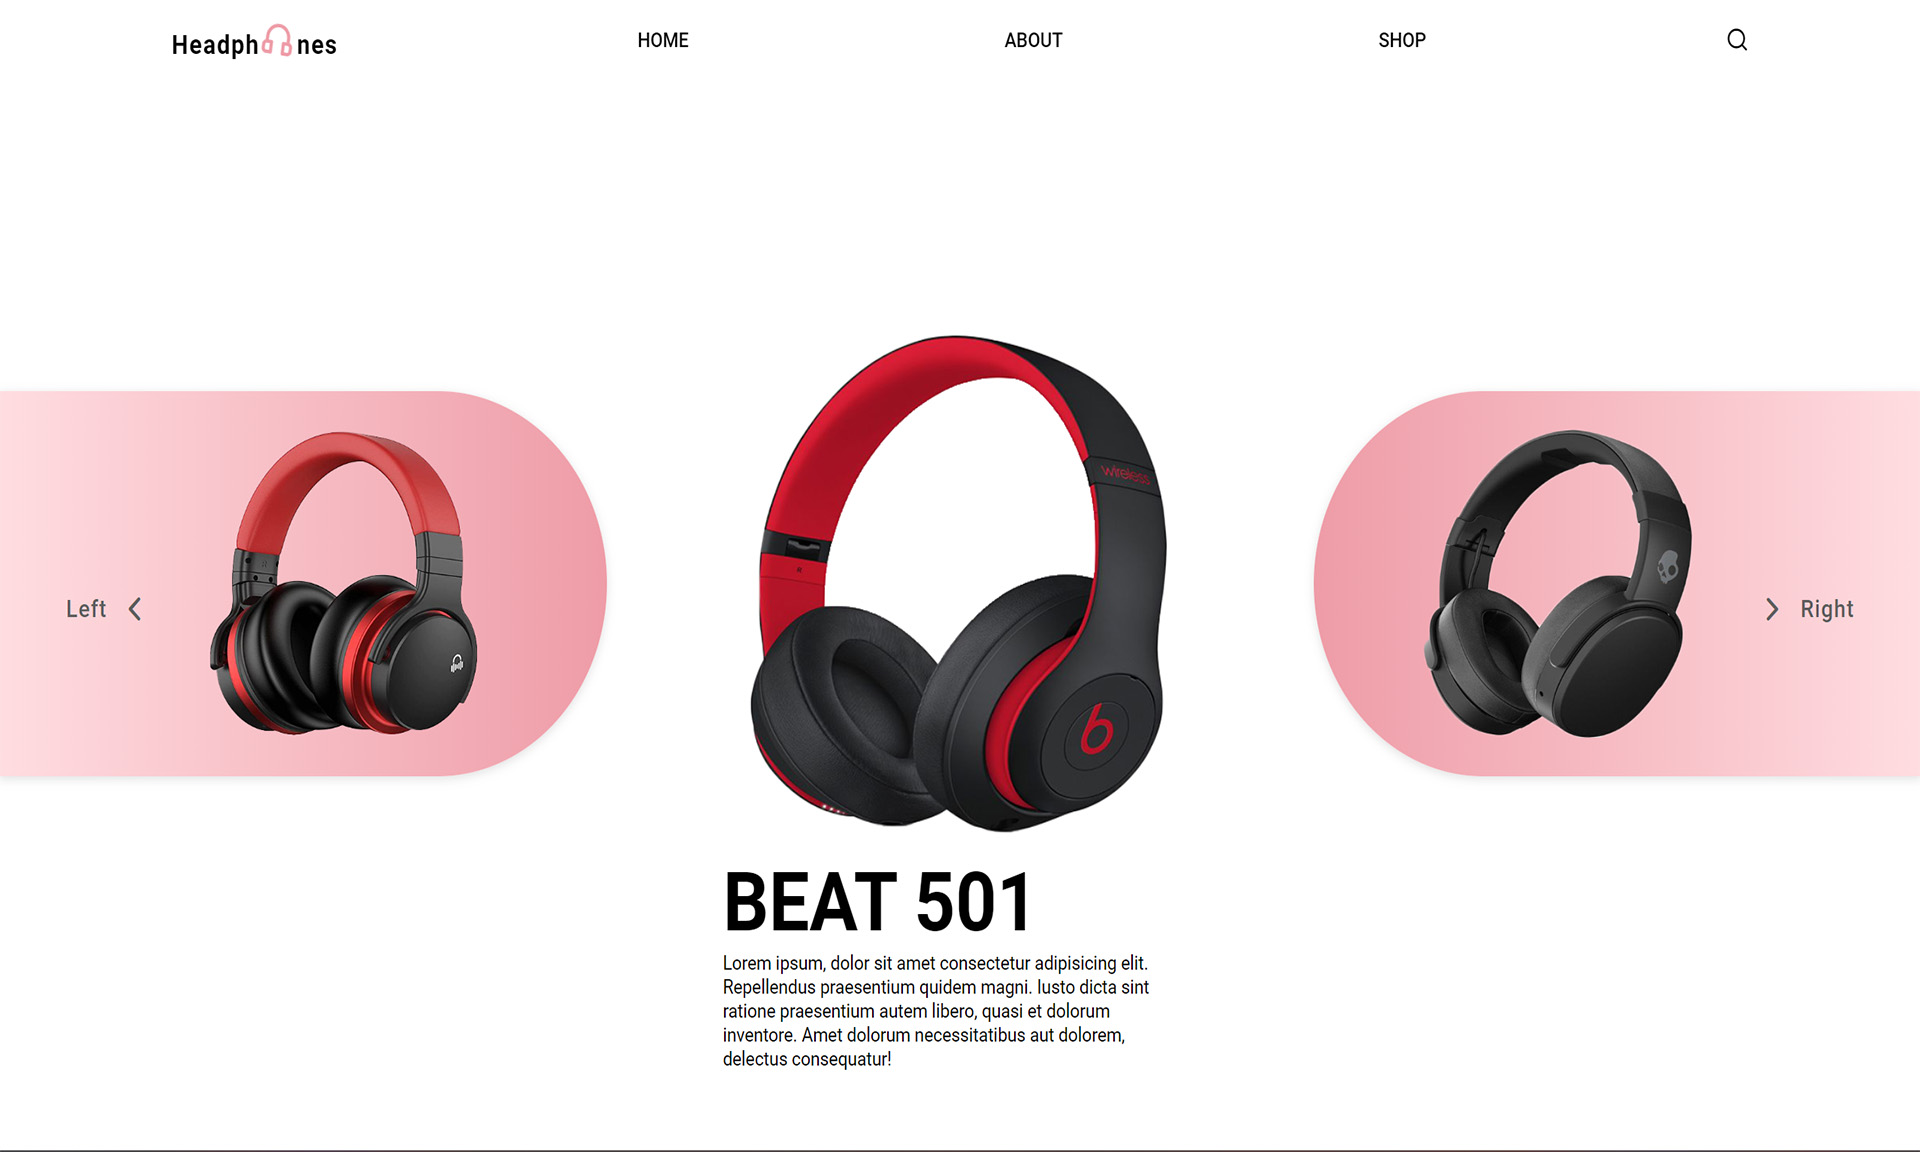 Headph nes
HOME
ABOUT
SHOP
wireless
Left
Right
b
BEAT 501
Lorem ipsum, dolor sit amet consectetur adipisicing elit.
Repellendus praesentium quidem magni. Iusto dicta sint
ratione praesentium autem libero, quasi et dolorum
inventore. Amet dolorum necessitatibus aut dolorem,
delectus consequatur!